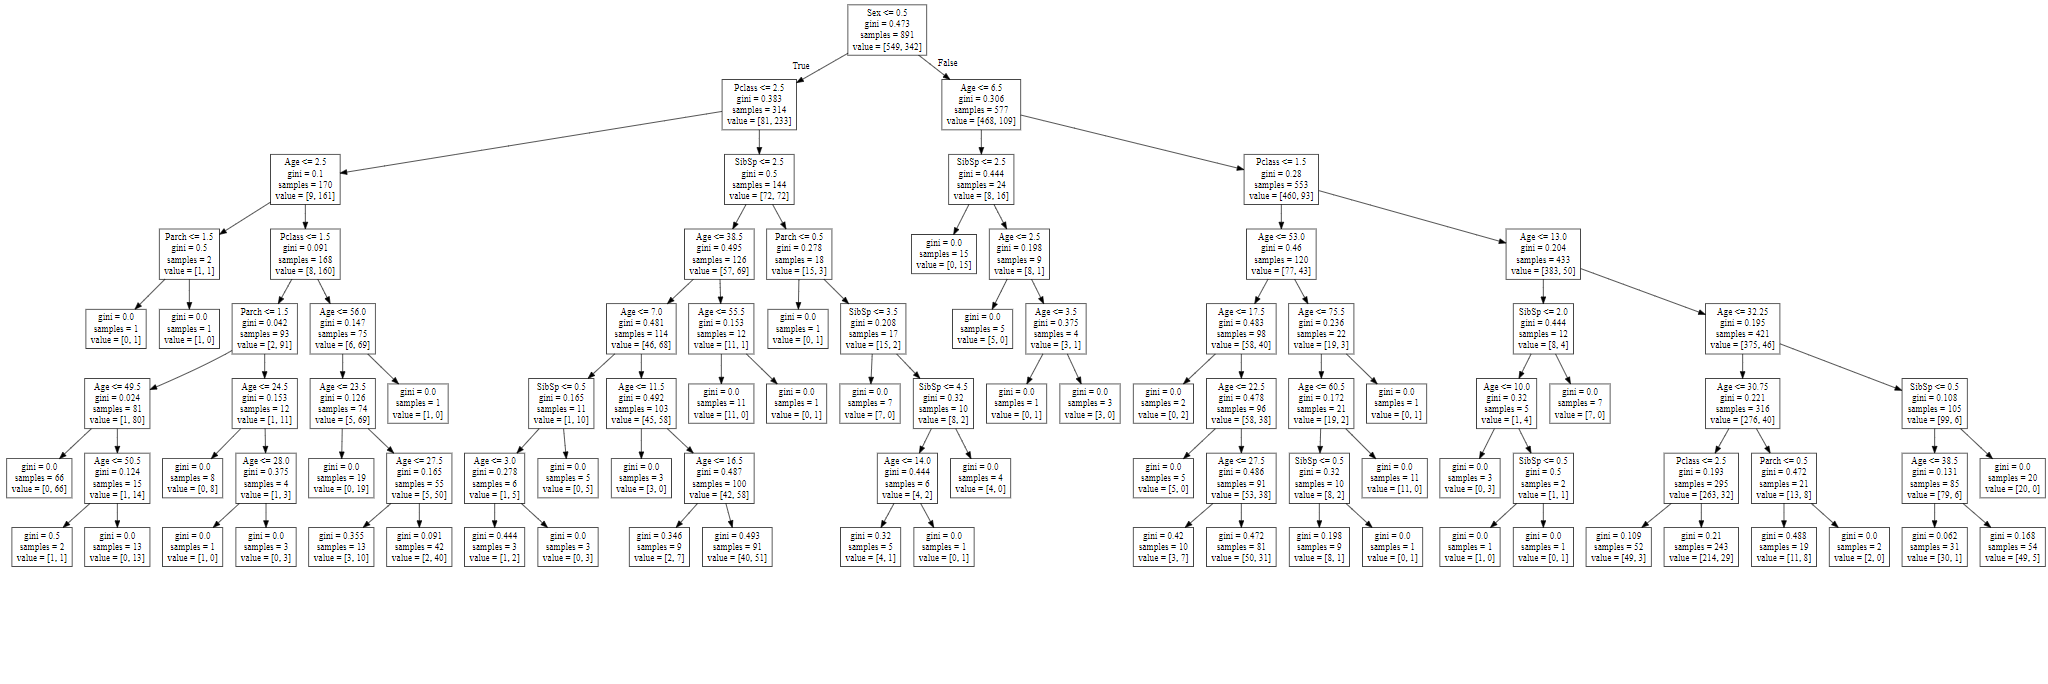 Sex <= 0.5
gini = 0.473
samples = 891
value = [549, 342]
True
False
Pclass <= 2.5
gini = 0.383
samples = 314
value = [81, 233]
Age <= 6.5
gini = 0.306
samples = 577
value = [468, 109]
Age <= 2.5
gini = 0.1
samples = 170
value = [9, 161]
SibSp <= 2.5
gini = 0.5
samples = 144
value = [72, 72]
SibSp <= 2.5
gini = 0.444
samples = 24
value = [8, 16]
Pclass <= 1.5
gini = 0.28
samples = 553
value = [460, 93]
Parch <= 1.5
gini = 0.5
samples = 2
value = [1, 1]
Pclass <= 1.5
gini = 0.091
samples = 168
value = [8, 160]
Age <= 38.5
gini = 0.495
samples = 126
value = [57, 69]
Parch <= 0.5
gini = 0.278
samples = 18
value = [15, 3]
gini = 0.0
samples = 15
value = [0, 15]
Age <= 2.5
gini = 0.198
samples = 9
value = [8, 1]
Age <= 53.0
gini = 0.46
samples = 120
value = [77, 43]
Age <= 13.0
gini = 0.204
samples = 433
value = [383, 50]
gini = 0.0
samples = 1
value = [0, 1]
gini = 0.0
samples = 1
value = [1, 0]
Parch <= 1.5
gini = 0.042
samples = 93
value = [2, 91]
Age <= 56.0
gini = 0.147
samples = 75
value = [6, 69]
Age <= 7.0
gini = 0.481
samples = 114
value = [46, 68]
Age <= 55.5
gini = 0.153
samples = 12
value = [11, 1]
gini = 0.0
samples = 1
value = [0, 1]
SibSp <= 3.5
gini = 0.208
samples = 17
value = [15, 2]
gini = 0.0
samples = 5
value = [5, 0]
Age <= 3.5
gini = 0.375
samples = 4
value = [3, 1]
Age <= 17.5
gini = 0.483
samples = 98
value = [58, 40]
Age <= 75.5
gini = 0.236
samples = 22
value = [19, 3]
SibSp <= 2.0
gini = 0.444
samples = 12
value = [8, 4]
Age <= 32.25
gini = 0.195
samples = 421
value = [375, 46]
Age <= 49.5
gini = 0.024
samples = 81
value = [1, 80]
Age <= 24.5
gini = 0.153
samples = 12
value = [1, 11]
Age <= 23.5
gini = 0.126
samples = 74
value = [5, 69]
gini = 0.0
samples = 1
value = [1, 0]
SibSp <= 0.5
gini = 0.165
samples = 11
value = [1, 10]
Age <= 11.5
gini = 0.492
samples = 103
value = [45, 58]
gini = 0.0
samples = 11
value = [11, 0]
gini = 0.0
samples = 1
value = [0, 1]
gini = 0.0
samples = 7
value = [7, 0]
SibSp <= 4.5
gini = 0.32
samples = 10
value = [8, 2]
gini = 0.0
samples = 1
value = [0, 1]
gini = 0.0
samples = 3
value = [3, 0]
gini = 0.0
samples = 2
value = [0, 2]
Age <= 22.5
gini = 0.478
samples = 96
value = [58, 38]
Age <= 60.5
gini = 0.172
samples = 21
value = [19, 2]
gini = 0.0
samples = 1
value = [0, 1]
Age <= 10.0
gini = 0.32
samples = 5
value = [1, 4]
gini = 0.0
samples = 7
value = [7, 0]
Age <= 30.75
gini = 0.221
samples = 316
value = [276, 40]
SibSp <= 0.5
gini = 0.108
samples = 105
value = [99, 6]
gini = 0.0
samples = 66
value = [0, 66]
Age <= 50.5
gini = 0.124
samples = 15
value = [1, 14]
gini = 0.0
samples = 8
value = [0, 8]
Age <= 28.0
gini = 0.375
samples = 4
value = [1, 3]
gini = 0.0
samples = 19
value = [0, 19]
Age <= 27.5
gini = 0.165
samples = 55
value = [5, 50]
Age <= 3.0
gini = 0.278
samples = 6
value = [1, 5]
gini = 0.0
samples = 5
value = [0, 5]
gini = 0.0
samples = 3
value = [3, 0]
Age <= 16.5
gini = 0.487
samples = 100
value = [42, 58]
Age <= 14.0
gini = 0.444
samples = 6
value = [4, 2]
gini = 0.0
samples = 4
value = [4, 0]
gini = 0.0
samples = 5
value = [5, 0]
Age <= 27.5
gini = 0.486
samples = 91
value = [53, 38]
SibSp <= 0.5
gini = 0.32
samples = 10
value = [8, 2]
gini = 0.0
samples = 11
value = [11, 0]
gini = 0.0
samples = 3
value = [0, 3]
SibSp <= 0.5
gini = 0.5
samples = 2
value = [1, 1]
Pclass <= 2.5
gini = 0.193
samples = 295
value = [263, 32]
Parch <= 0.5
gini = 0.472
samples = 21
value = [13, 8]
Age <= 38.5
gini = 0.131
samples = 85
value = [79, 6]
gini = 0.0
samples = 20
value = [20, 0]
gini = 0.5
samples = 2
value = [1, 1]
gini = 0.0
samples = 13
value = [0, 13]
gini = 0.0
samples = 1
value = [1, 0]
gini = 0.0
samples = 3
value = [0, 3]
gini = 0.355
samples = 13
value = [3, 10]
gini = 0.091
samples = 42
value = [2, 40]
gini = 0.444
samples = 3
value = [1, 2]
gini = 0.0
samples = 3
value = [0, 3]
gini = 0.346
samples = 9
value = [2, 7]
gini = 0.493
samples = 91
value = [40, 51]
gini = 0.32
samples = 5
value = [4, 1]
gini = 0.0
samples = 1
value = [0, 1]
gini = 0.42
samples = 10
value = [3, 7]
gini = 0.472
samples = 81
value = [50, 31]
gini = 0.198
samples = 9
value = [8, 1]
gini = 0.0
samples = 1
value = [0, 1]
gini = 0.0
samples = 1
value = [1, 0]
gini = 0.0
samples = 1
value = [0, 1]
gini = 0.109
samples = 52
value = [49, 3]
gini = 0.21
samples = 243
value = [214, 29]
gini = 0.488
samples = 19
value = [11, 8]
gini = 0.0
samples = 2
value = [2, 0]
gini = 0.062
samples = 31
value = [30, 1]
gini = 0.168
samples = 54
value = [49, 5]